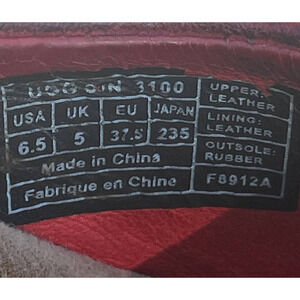 3100
USA UK EU JAPAN
6.5 5 37.5 235
Made in China
Fabrique en Chine
UPPER:
LEATHER
LINING:
LEATHER
OUTSOLE:
RUBBER
F8912A